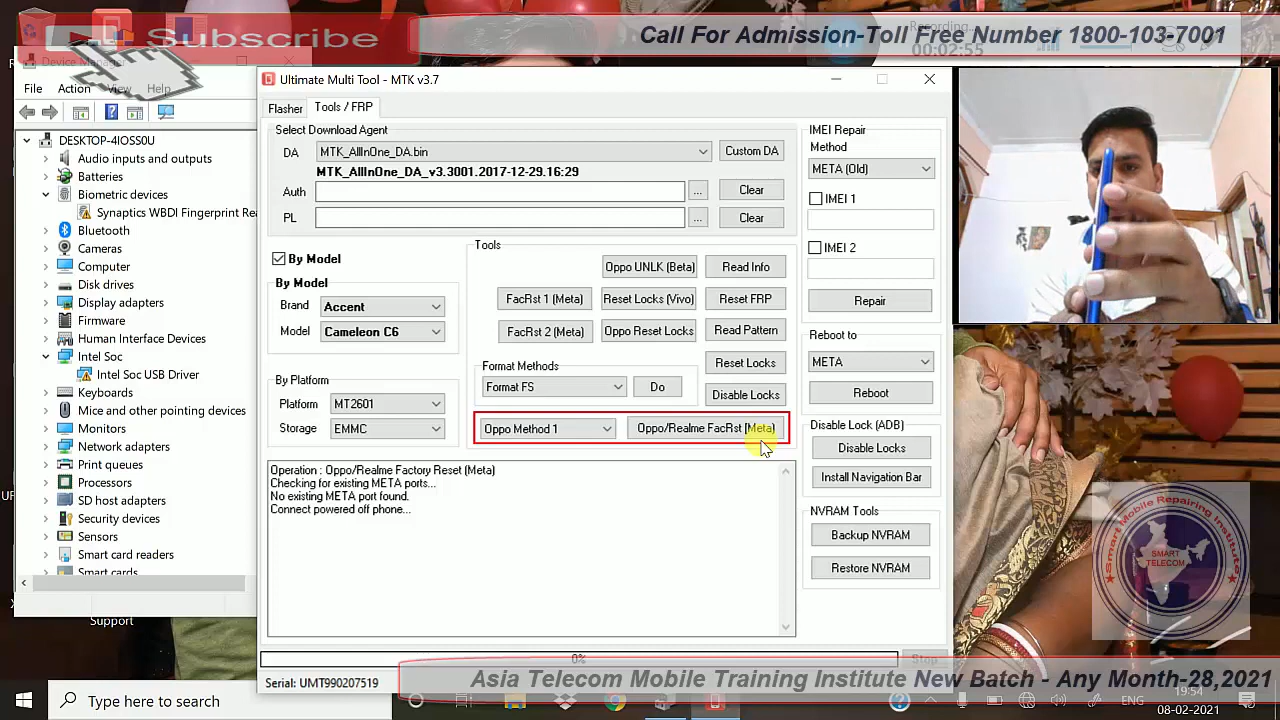 Subscribe
Call For Admission-Toll Free Number 1800-103-7001
Recording...
00:02:55
Device Manager
File Action View Help
DESKTOP-4IOSS0U
Audio inputs and outputs
Batteries
Biometric devices
Synaptics WBDI Fingerprint Rea
Bluetooth
Cameras
Computer
Disk drives
Display adapters
Firmware
Human Interface Devices
Intel Soc
Intel Soc USB Driver
Keyboards
Mice and other pointing devices
Monitors
Network adapters
Print queues
Processors
SD host adapters
Security devices
Sensors
Smart card readers
Smart cards
Support
Ultimate Multi Tool - MTK v3.7
Flasher
Tools / FRP
Select Download Agent
DA
MTK_AllInOne_DA.bin
Custom DA
MTK_AllInOne_DA_v3.3001.2017-12-29.16:29
Auth
...
Clear
PL
...
Clear
By Model
By Model
Brand
Accent
Model
Cameleon C6
By Platform
Platform
MT2601
Storage
EMMC
Tools
Oppo UNLK (Beta)
Read Info
FacRst 1 (Meta)
Reset Locks (Vivo)
Reset FRP
FacRst 2 (Meta)
Oppo Reset Locks
Read Pattern
Format Methods
Reset Locks
Format FS
Do
Disable Locks
Oppo Method 1
Oppo/Realme FacRst [Meta)
IMEI Repair
Method
META (Old)
IMEI 1
IMEI 2
Repair
Reboot to
META
Reboot
Disable Lock (ADB)
Disable Locks
Install Navigation Bar
NVRAM Tools
Backup NVRAM
Restore NVRAM
Operation : Oppo/Realme Factory Reset (Meta)
Checking for existing META ports...
No existing META port found.
Connect powered off phone...
0%
Stop
Serial: UMT990207519
Smart Mobile Repairing Institute
SMART
TELECOM
Asia Telecom Mobile Training Institute New Batch - Any Month-28,2021
Type here to search
ENG
19:54
08-02-2021